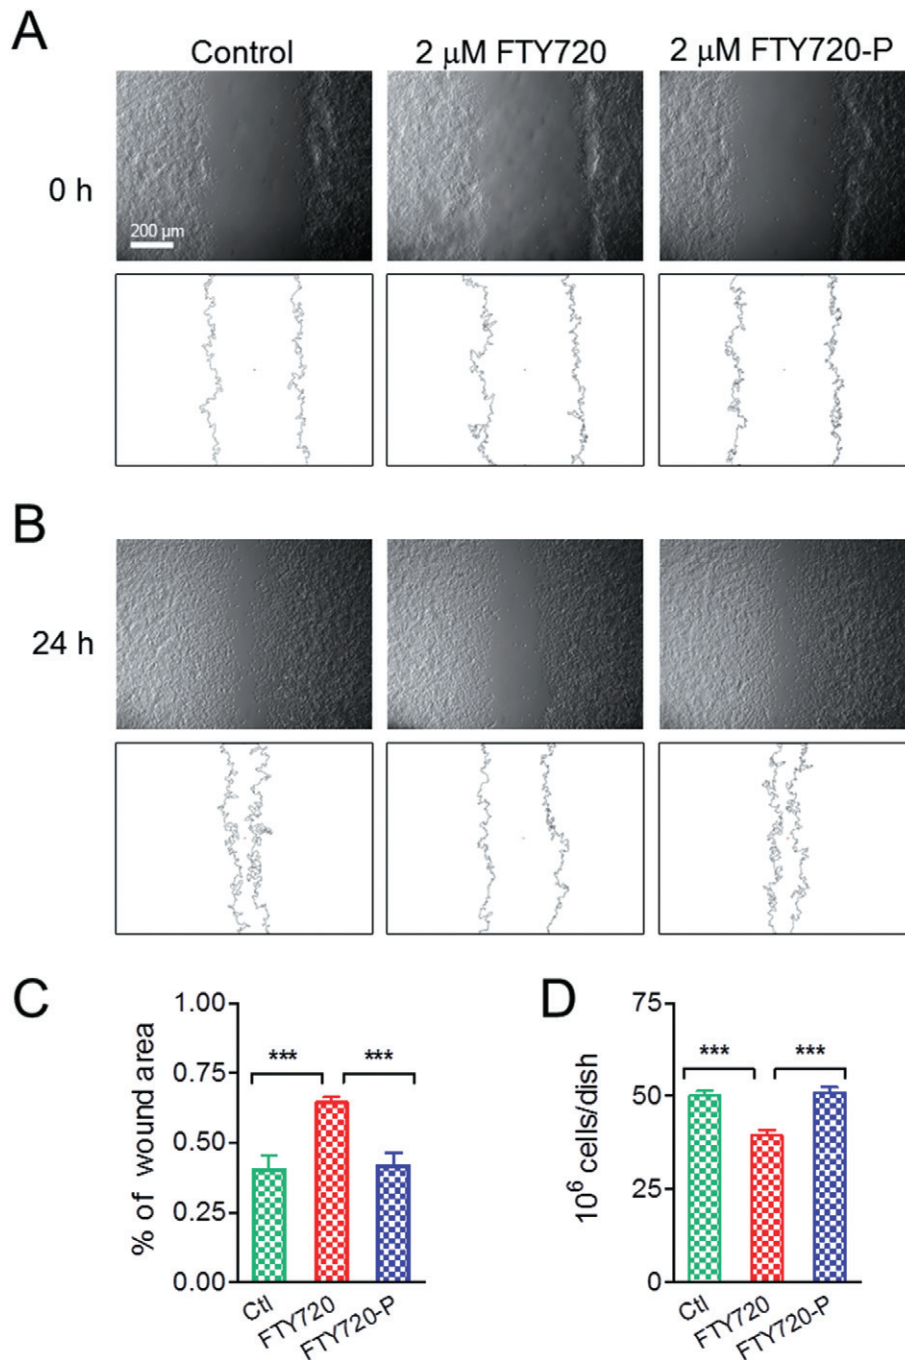 A
Control
2 μM FTY720
2 μM FTY720-P
0 h
200 μm
B
24 h
C
% of wound area
1.00
0.75
0.50
0.25
0.00
***
***
Ctl
FTY720
FTY720-P
D
10⁶ cells/dish
75
50
25
0
***
***
Ctl
FTY720
FTY720-P